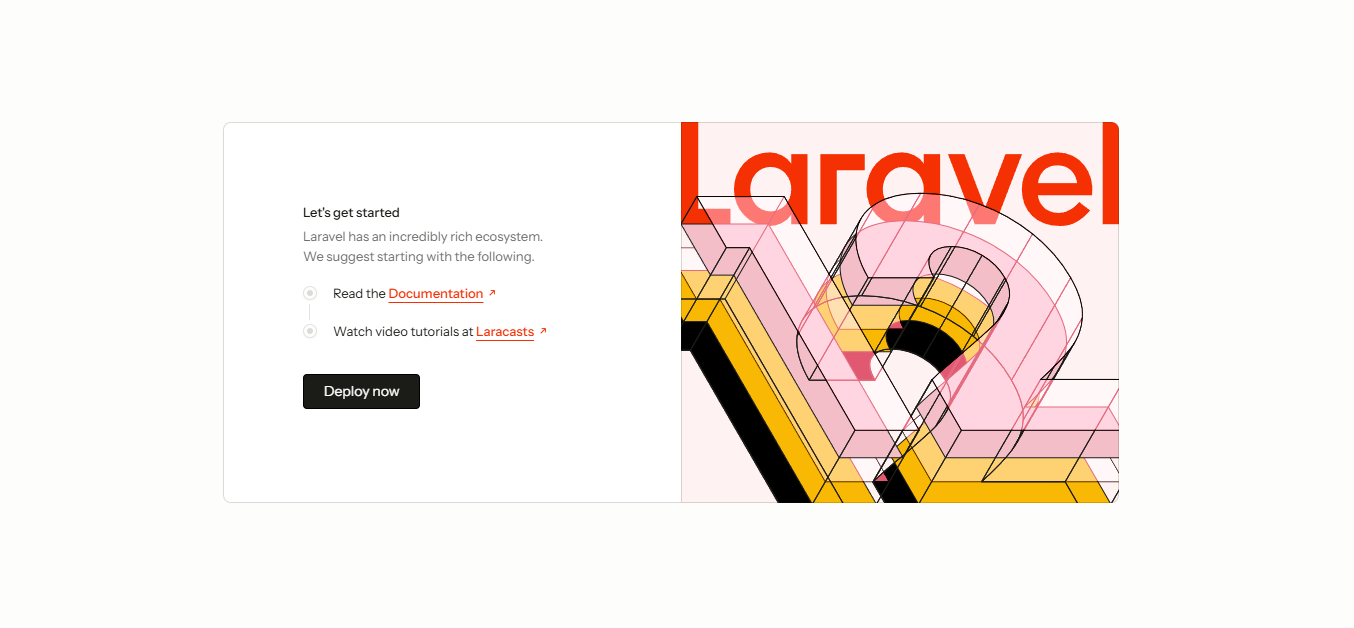 Laravel
Let's get started
Laravel has an incredibly rich ecosystem.
We suggest starting with the following.
Read the Documentation
Watch video tutorials at Laracasts
Deploy now